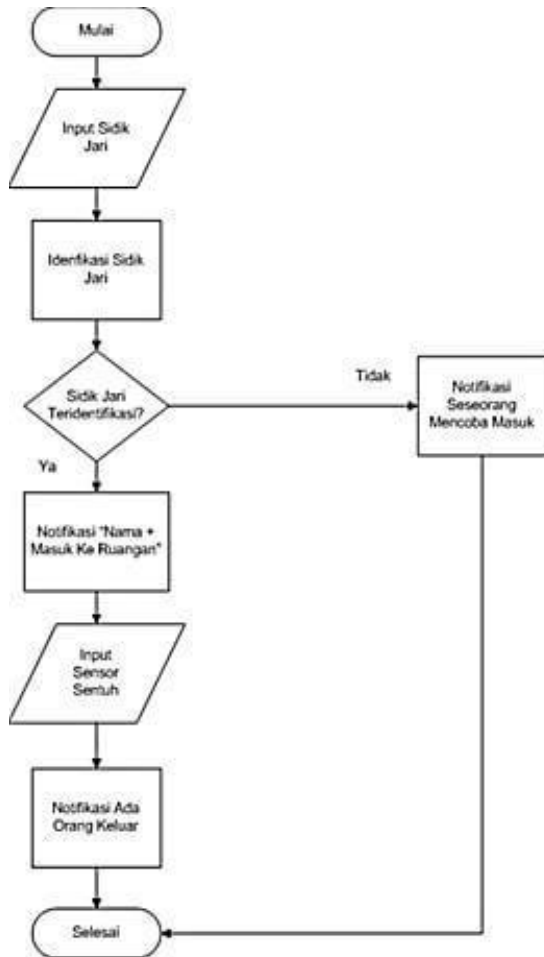 Mulai
Input Sidik
Jari
Idenfikasi Sidik
Jari
Sidik Jari
Teridentifikasi?
Tidak
Notifikasi
Seseorang
Mencoba Masuk
Ya
Notifikasi "Nama +
Masuk Ke Ruangan"
Input
Sensor
Sentuh
Notifikasi Ada
Orang Keluar
Selesai